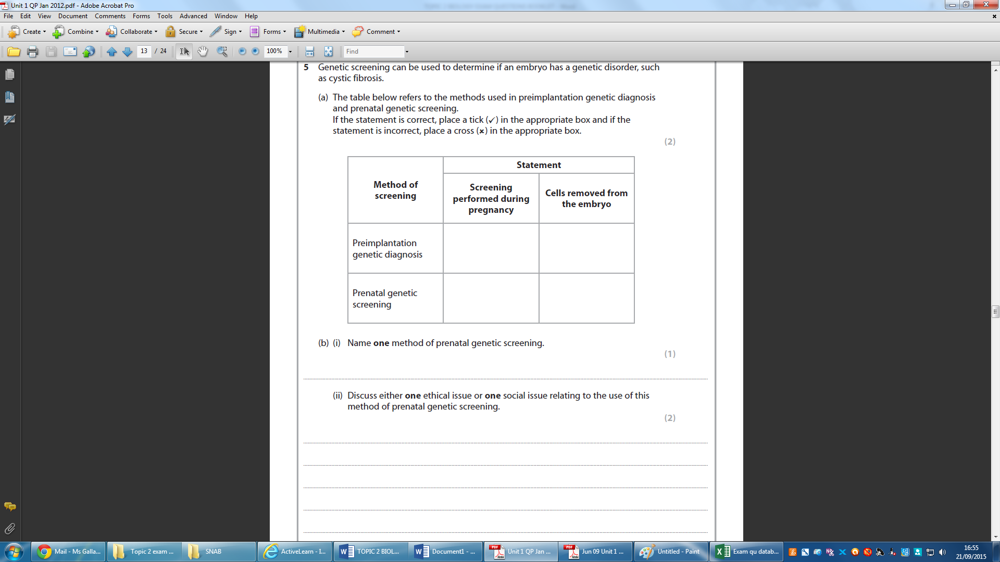 Unit 1 QP Jan 2012.pdf - Adobe Acrobat Pro
File Edit View Document Comments Forms Tools Advanced Window Help
Create Combine Collaborate Secure Sign Forms Multimedia Comment
13 / 24 100% Find
5 Genetic screening can be used to determine if an embryo has a genetic disorder, such
as cystic fibrosis.
(a) The table below refers to the methods used in preimplantation genetic diagnosis
and prenatal genetic screening.
If the statement is correct, place a tick (✓) in the appropriate box and if the
statement is incorrect, place a cross (✗) in the appropriate box.
(2)
Statement
Method of
screening
Screening
performed during
pregnancy
Cells removed from
the embryo
Preimplantation
genetic diagnosis
Prenatal genetic
screening
(b) (i) Name one method of prenatal genetic screening.
(1)
(ii) Discuss either one ethical issue or one social issue relating to the use of this
method of prenatal genetic screening.
(2)
Mail - Ms Galla... Topic 2 exam ... SNAB ActiveLearn - I... TOPIC 2 BIOL... Document1 - ... Unit 1 QP Jan ... Jun 09 Unit 1 ... Untitled - Paint Exam qu datab...
16:55
21/09/2015